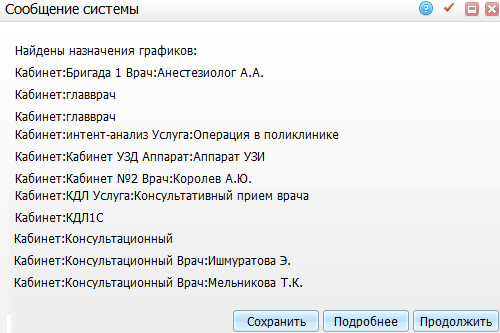 Сообщение системы
Найдены назначения графиков:
Кабинет:Бригада 1 Врач:Анестезиолог А.А.
Кабинет:главврач
Кабинет:главврач
Кабинет:интент-анализ Услуга:Операция в поликлинике
Кабинет:Кабинет УЗД Аппарат:Аппарат УЗИ
Кабинет:Кабинет №2 Врач:Королев А.Ю.
Кабинет:КДЛ Услуга:Консультативный прием врача
Кабинет:КДЛ1С
Кабинет:Консультационный
Кабинет:Консультационный Врач:Ишмуратова Э.
Кабинет:Консультационный Врач:Мельникова Т.К.
Сохранить Подробнее Продолжить